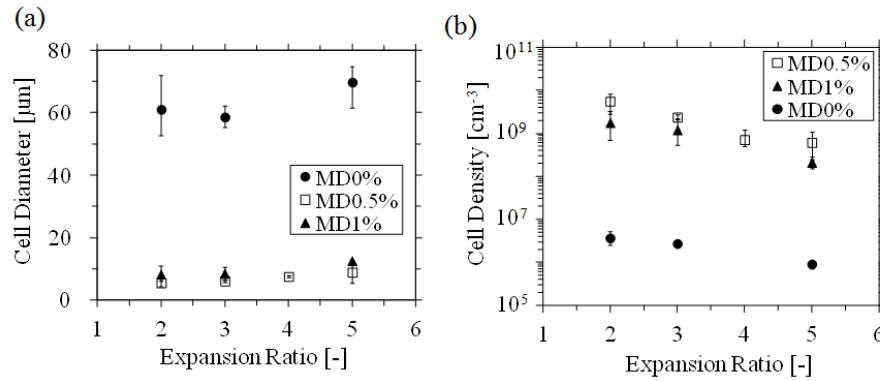 (a)
80
60
40
20
0
Cell Diameter [μm]
MD0%
MD0.5%
MD1%
1 2 3 4 5 6
Expansion Ratio [-]
(b)
10¹¹
10⁹
10⁷
10⁵
Cell Density [cm⁻³]
MD0.5%
MD1%
MD0%
1 2 3 4 5 6
Expansion Ratio [-]